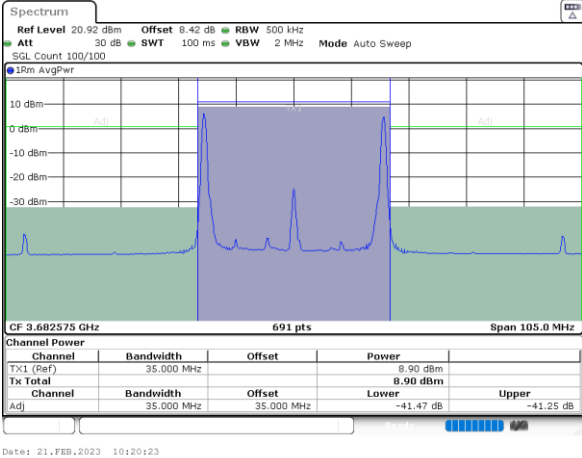 Spectrum
Ref Level 20.92 dBm Offset 8.42 dB RBW 500 kHz
Att 30 dB SWT 100 ms VBW 2 MHz Mode Auto Sweep
SGL Count 100/100
1Rm AvgPwr
10 dBm
Adj Adj
0 dBm
-10 dBm
-20 dBm
-30 dBm
CF 3.682575 GHz 691 pts Span 105.0 MHz
Channel Power
Channel Bandwidth Offset Power
TX1 (Ref) 35.000 MHz 8.90 dBm
Tx Total 8.90 dBm
Channel Bandwidth Offset Lower Upper
Adj 35.000 MHz 35.000 MHz -41.47 dB -41.25 dB
Ready
Date: 21.FEB.2023 10:20:23